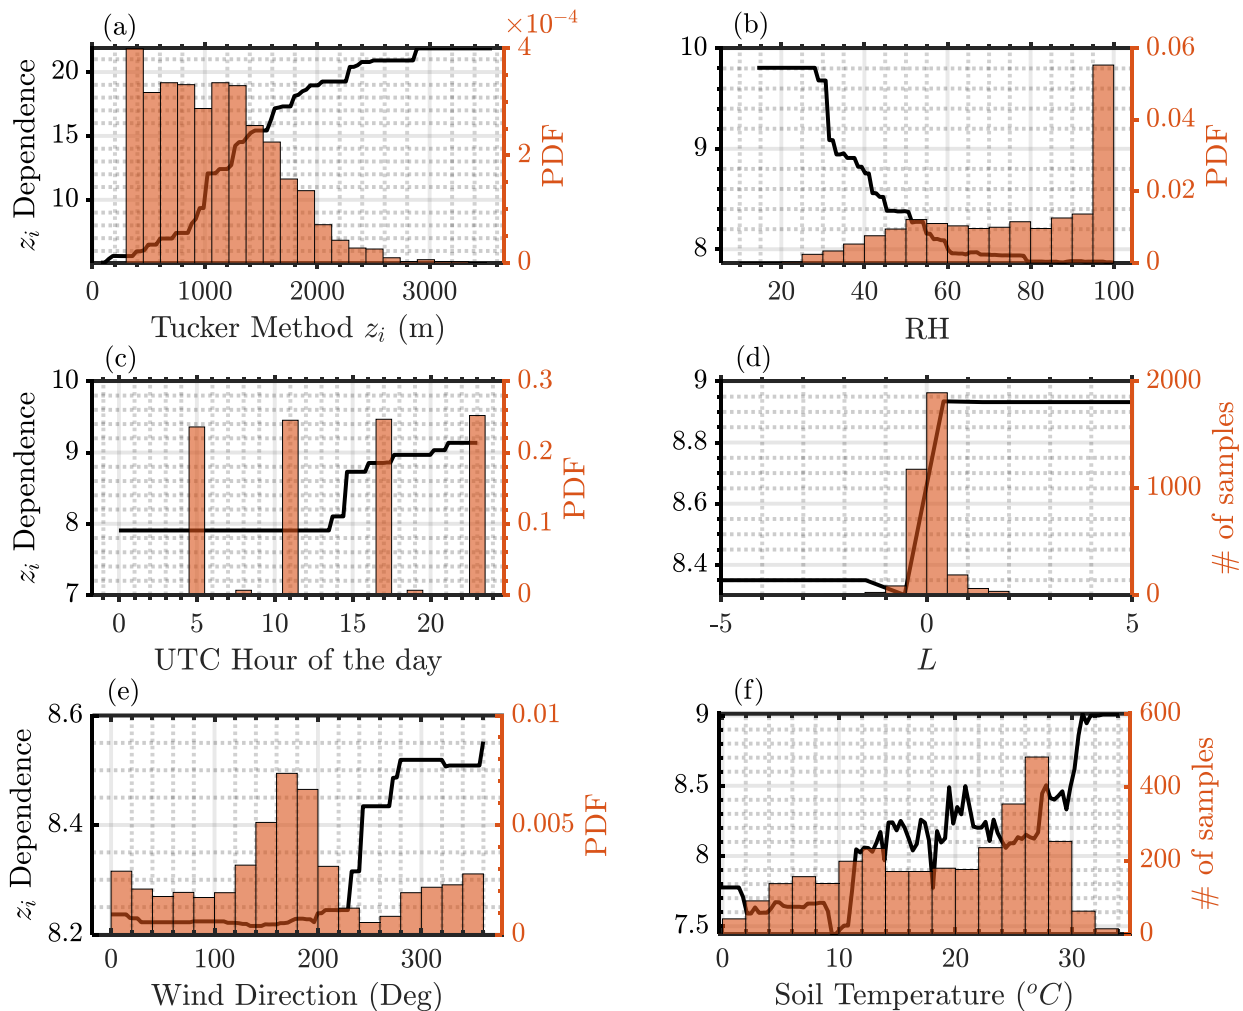 (a)
×10⁻⁴
z_i Dependence
20
15
10
4
2
0
PDF
0 1000 2000 3000
Tucker Method z_i (m)
(b)
10
9
8
0.06
0.04
0.02
0
PDF
20 40 60 80 100
RH
(c)
z_i Dependence
10
9
8
7
0.3
0.2
0.1
0
PDF
0 5 10 15 20
UTC Hour of the day
(d)
9
8.8
8.6
8.4
2000
1000
0
# of samples
-5 0 5
L
(e)
z_i Dependence
8.6
8.4
8.2
0.01
0.005
0
PDF
0 100 200 300
Wind Direction (Deg)
(f)
9
8.5
8
7.5
600
400
200
0
# of samples
0 10 20 30
Soil Temperature (°C)